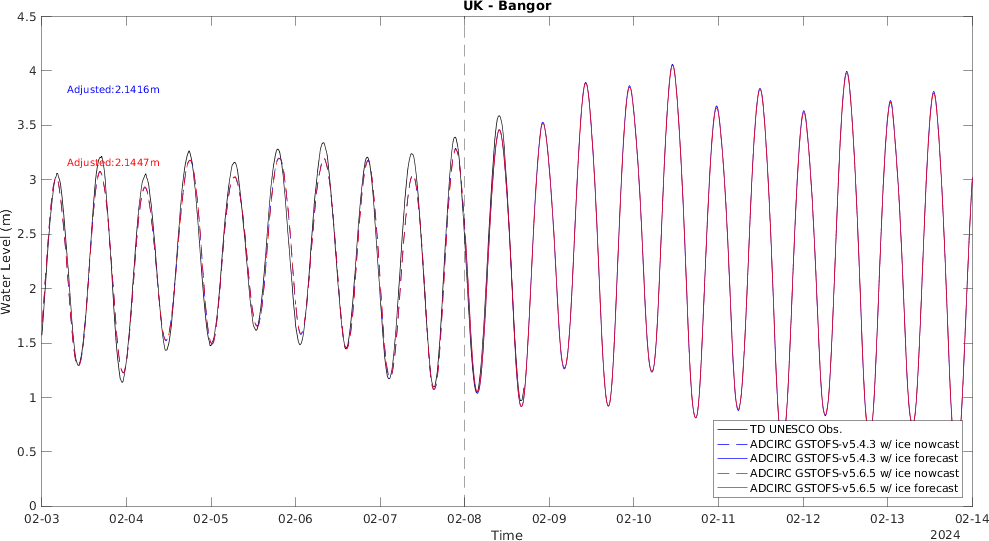 UK - Bangor
4.5
4
3.5
3
2.5
2
1.5
1
0.5
0
Water Level (m)
Adjusted:2.1416m
Adjusted:2.1447m
TD UNESCO Obs.
ADCIRC GSTOFS-v5.4.3 w/ ice nowcast
ADCIRC GSTOFS-v5.4.3 w/ ice forecast
ADCIRC GSTOFS-v5.6.5 w/ ice nowcast
ADCIRC GSTOFS-v5.6.5 w/ ice forecast
02-03 02-04 02-05 02-06 02-07 02-08 02-09 02-10 02-11 02-12 02-13 02-14
Time
2024